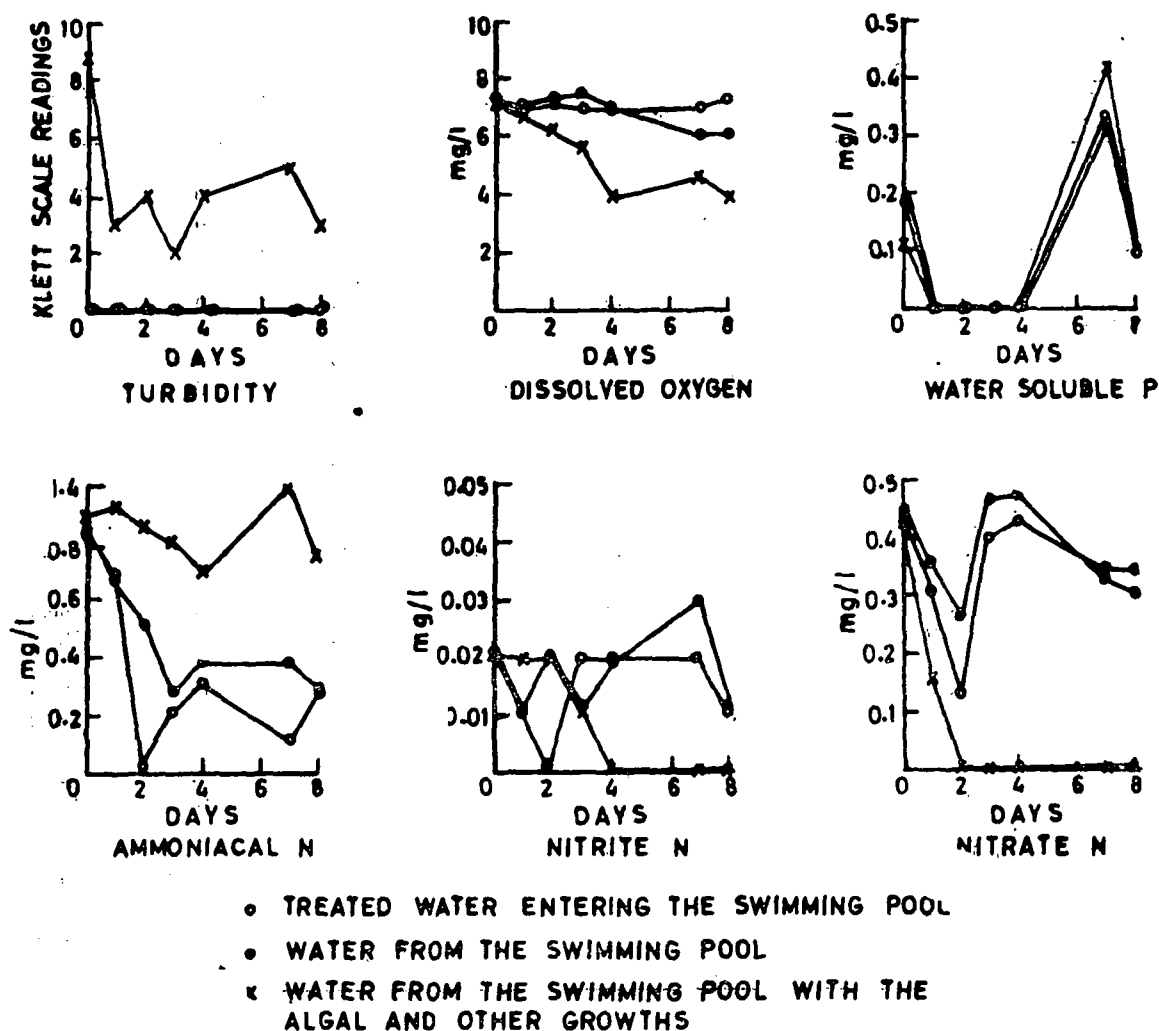 KLETT SCALE READINGS
10
8
6
4
2
0 2 4 6 8
DAYS
TURBIDITY
mg/l
10
8
6
4
2
0 2 4 6 8
DAYS
DISSOLVED OXYGEN
mg/l
0.5
0.4
0.3
0.2
0.1
0 2 4 6
DAYS
WATER SOLUBLE P
mg/l
1.4
0.8
0.6
0.4
0.2
0
0 2 4 6 8
DAYS
AMMONIACAL N
mg/l
0.05
0.04
0.03
0.02
0.01
0 2 4 6 8
DAYS
NITRITE N
mg/l
0.5
0.4
0.3
0.2
0.1
0 2 4 6 8
DAYS
NITRATE N
o TREATED WATER ENTERING THE SWIMMING POOL
● WATER FROM THE SWIMMING POOL
x WATER FROM THE SWIMMING POOL WITH THE
ALGAL AND OTHER GROWTHS